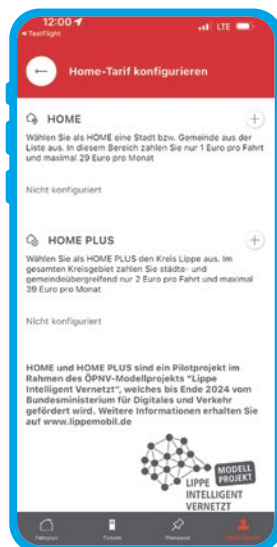 12:00
LTE
TestFlight
Home-Tarif konfigurieren
HOME
Wählen Sie als HOME eine Stadt bzw. Gemeinde aus der
Liste aus. In diesem Bereich zahlen Sie nur 1 Euro pro Fahrt
und maximal 29 Euro pro Monat
Nicht konfiguriert
HOME PLUS
Wählen Sie als HOME PLUS den Kreis Lippe aus. Im
gesamten Kreisgebiet zahlen Sie städte- und
gemeindeübergreifend nur 2 Euro pro Fahrt und maximal
39 Euro pro Monat
Nicht konfiguriert
HOME und HOME PLUS sind ein Pilotprojekt im
Rahmen des ÖPNV-Modellprojekts "Lippe
Intelligent Vernetzt", welches bis Ende 2024 vom
Bundesministerium für Digitales und Verkehr
gefördert wird. Weitere Informationen erhalten Sie
auf www.lippemobil.de
MODELL
PROJEKT
LIPPE
INTELLIGENT
VERNETZT
Fahrplan
Tickets
Pinnwand